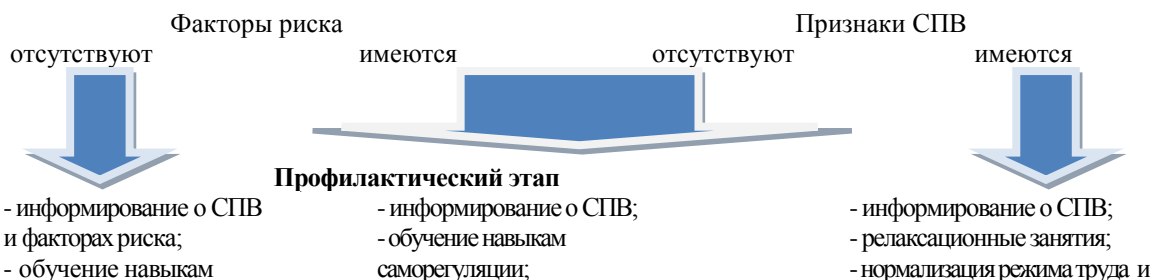 Факторы риска Признаки СПВ
отсутствуют имеются отсутствуют имеются
Профилактический этап
- информирование о СПВ
и факторах риска;
- обучение навыкам
- информирование о СПВ;
- обучение навыкам
саморегуляции;
- информирование о СПВ;
- релаксационные занятия;
- нормализация режима труда и